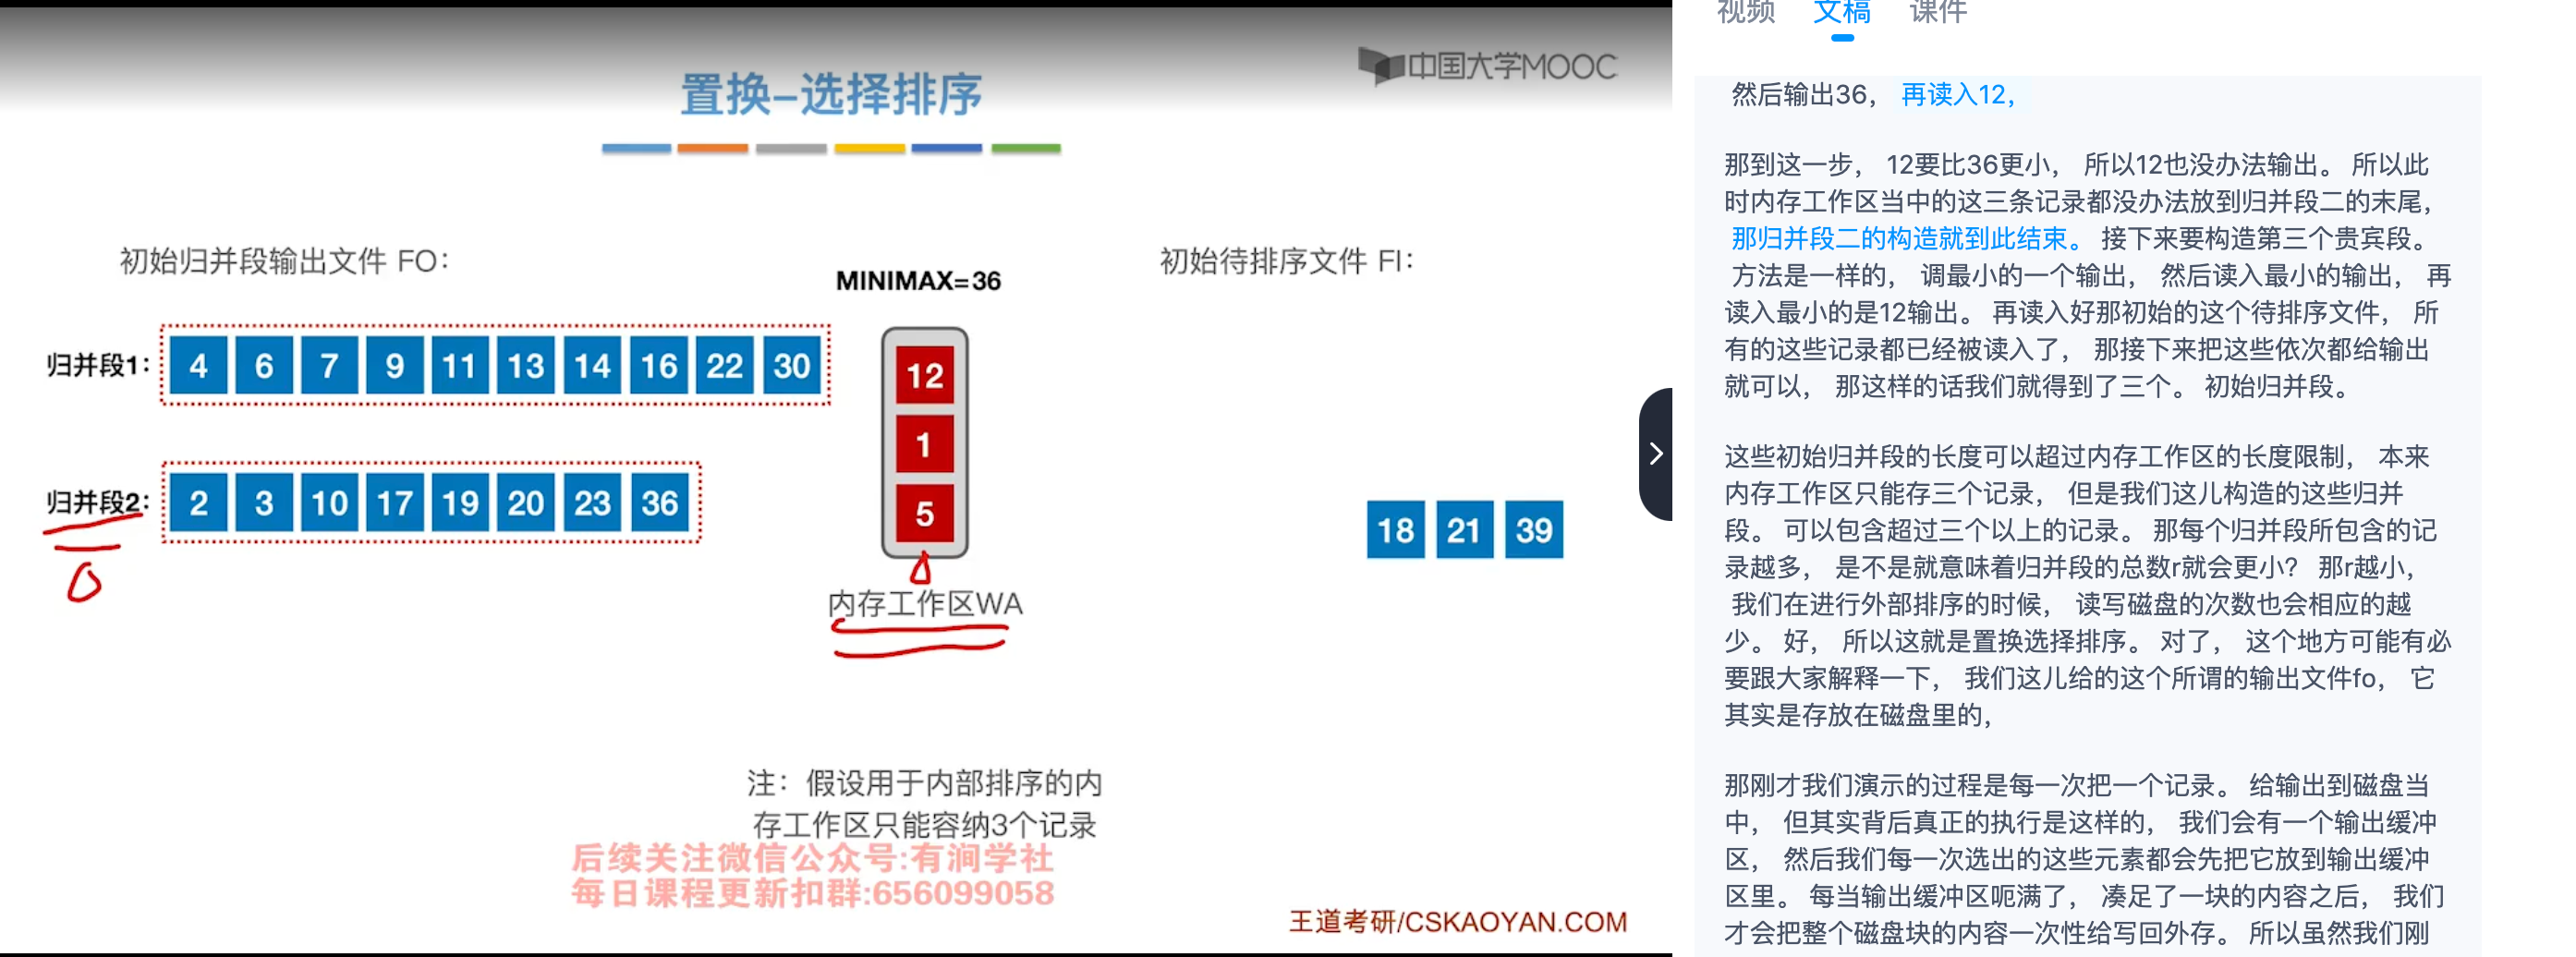 中国大学MOOC
置换–选择排序
初始归并段输出文件 FO：
MINIMAX=36
初始待排序文件 FI：
归并段1：
4 6 7 9 11 13 14 16 22 30
归并段2：
2 3 10 17 19 20 23 36
12
1
5
18 21 39
内存工作区WA
注：假设用于内部排序的内
存工作区只能容纳3个记录
后续关注微信公众号:有涧学社
每日课程更新扣群:656099058
王道考研/CSKAOYAN.COM
视频 文稿 课件
然后输出36， 再读入12，
那到这一步， 12要比36更小， 所以12也没办法输出。 所以此
时内存工作区当中的这三条记录都没办法放到归并段二的末尾，
那归并段二的构造就到此结束。 接下来要构造第三个贵宾段。
方法是一样的， 调最小的一个输出， 然后读入最小的输出， 再
读入最小的是12输出。 再读入好那初始的这个待排序文件， 所
有的这些记录都已经被读入了， 那接下来把这些依次都给输出
就可以， 那这样的话我们就得到了三个。 初始归并段。
这些初始归并段的长度可以超过内存工作区的长度限制， 本来
内存工作区只能存三个记录， 但是我们这儿构造的这些归并
段。 可以包含超过三个以上的记录。 那每个归并段所包含的记
录越多， 是不是就意味着归并段的总数r就会更小？ 那r越小，
我们在进行外部排序的时候， 读写磁盘的次数也会相应的越
少。 好， 所以这就是置换选择排序。 对了， 这个地方可能有必
要跟大家解释一下， 我们这儿给的这个所谓的输出文件fo， 它
其实是存放在磁盘里的，
那刚才我们演示的过程是每一次把一个记录。 给输出到磁盘当
中， 但其实背后真正的执行是这样的， 我们会有一个输出缓冲
区， 然后我们每一次选出的这些元素都会先把它放到输出缓冲
区里。 每当输出缓冲区呃满了， 凑足了一块的内容之后， 我们
才会把整个磁盘块的内容一次性给写回外存。 所以虽然我们刚